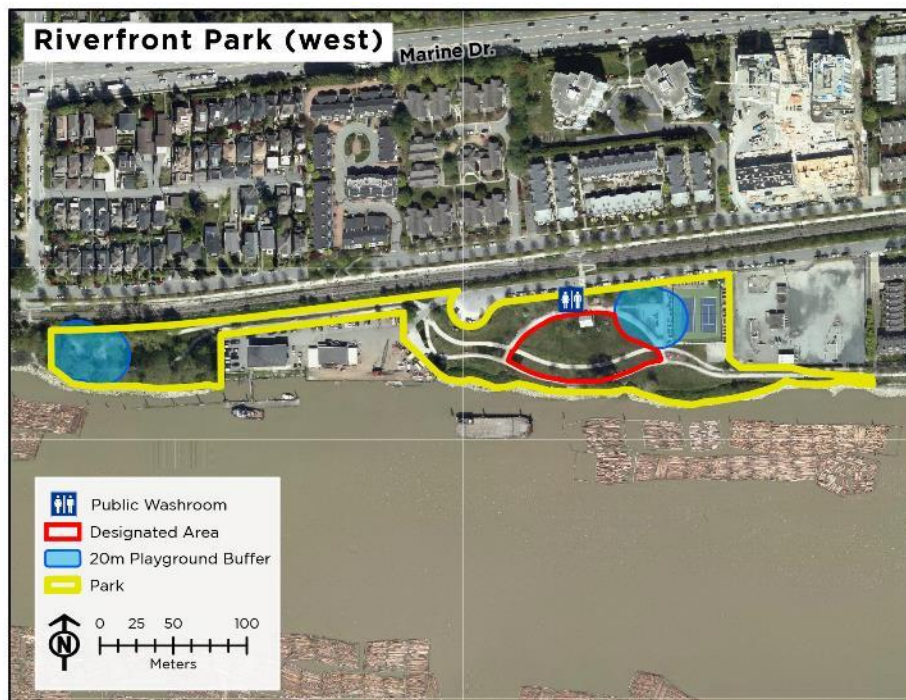 Riverfront Park (west)
Marine Dr.
Public Washroom
Designated Area
20m Playground Buffer
Park
N
0 25 50 100
Meters